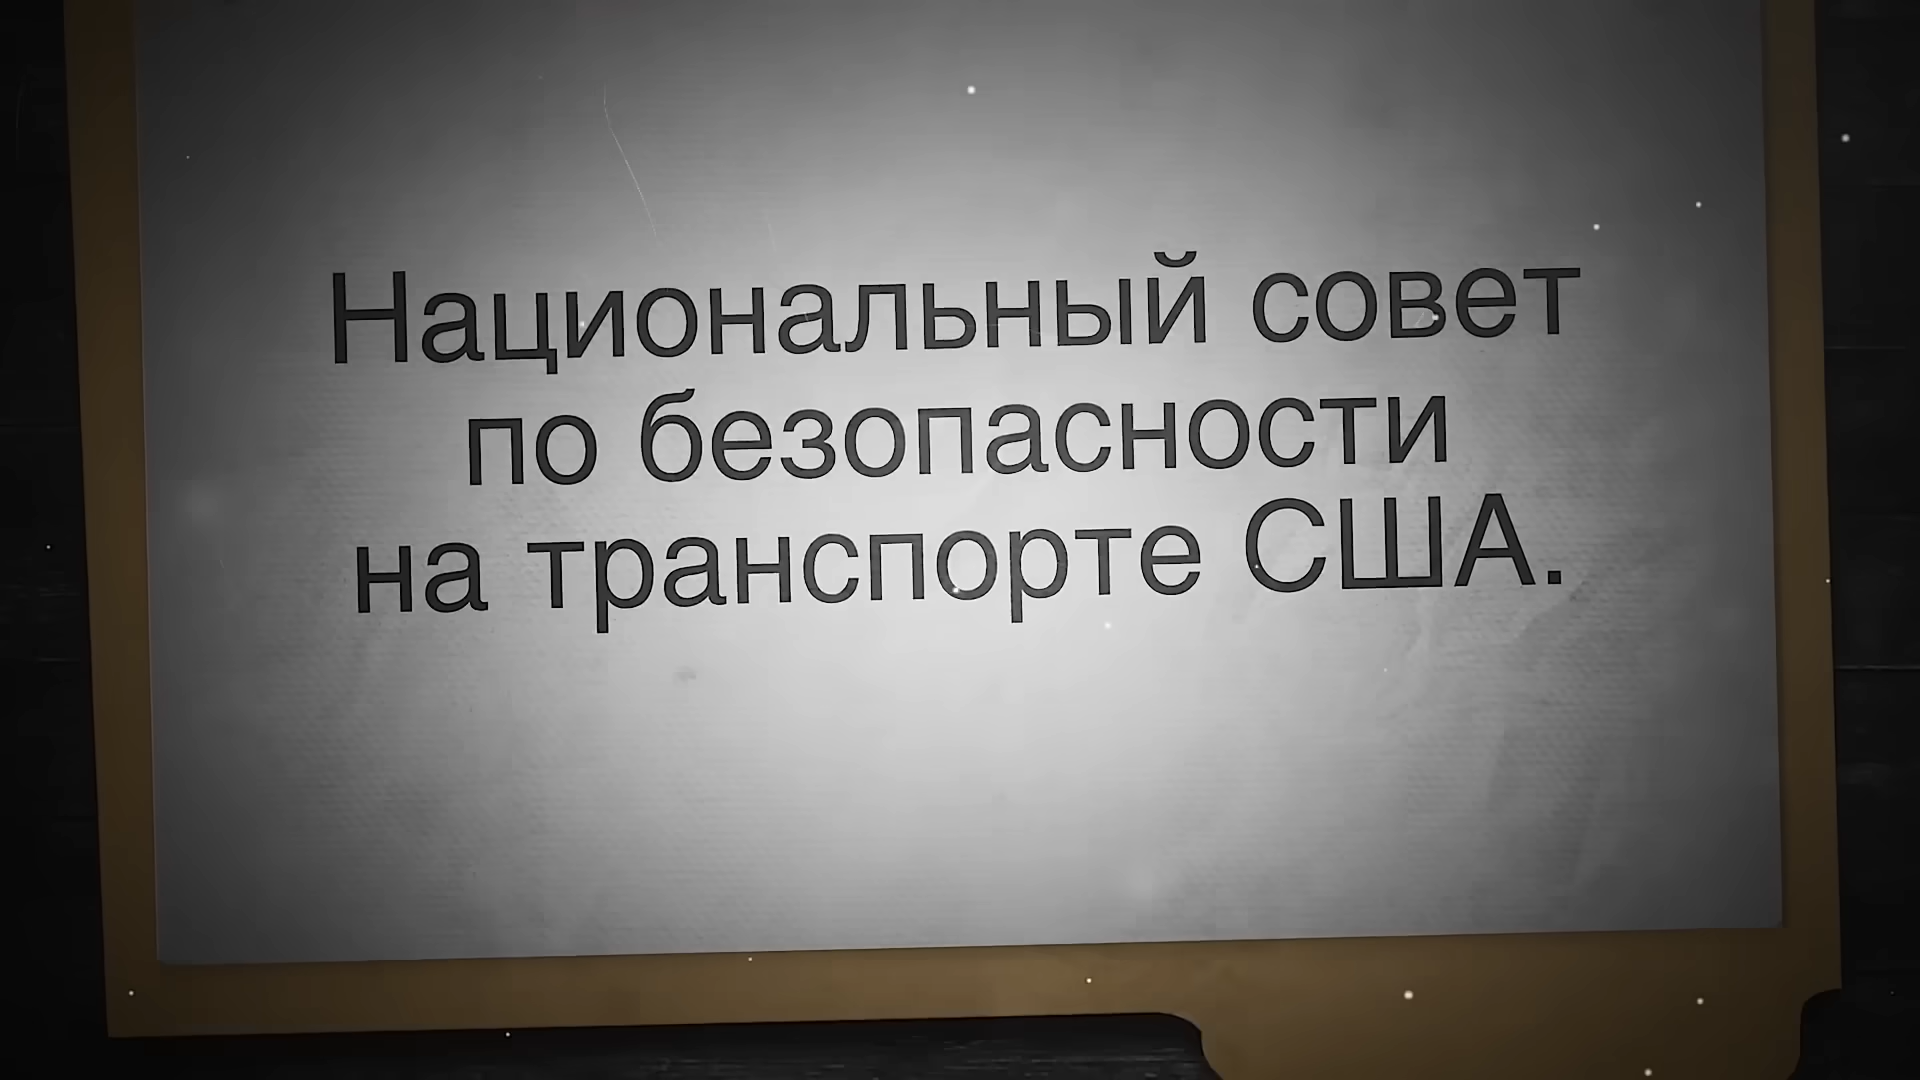 Национальный совет
по безопасности
на транспорте США.